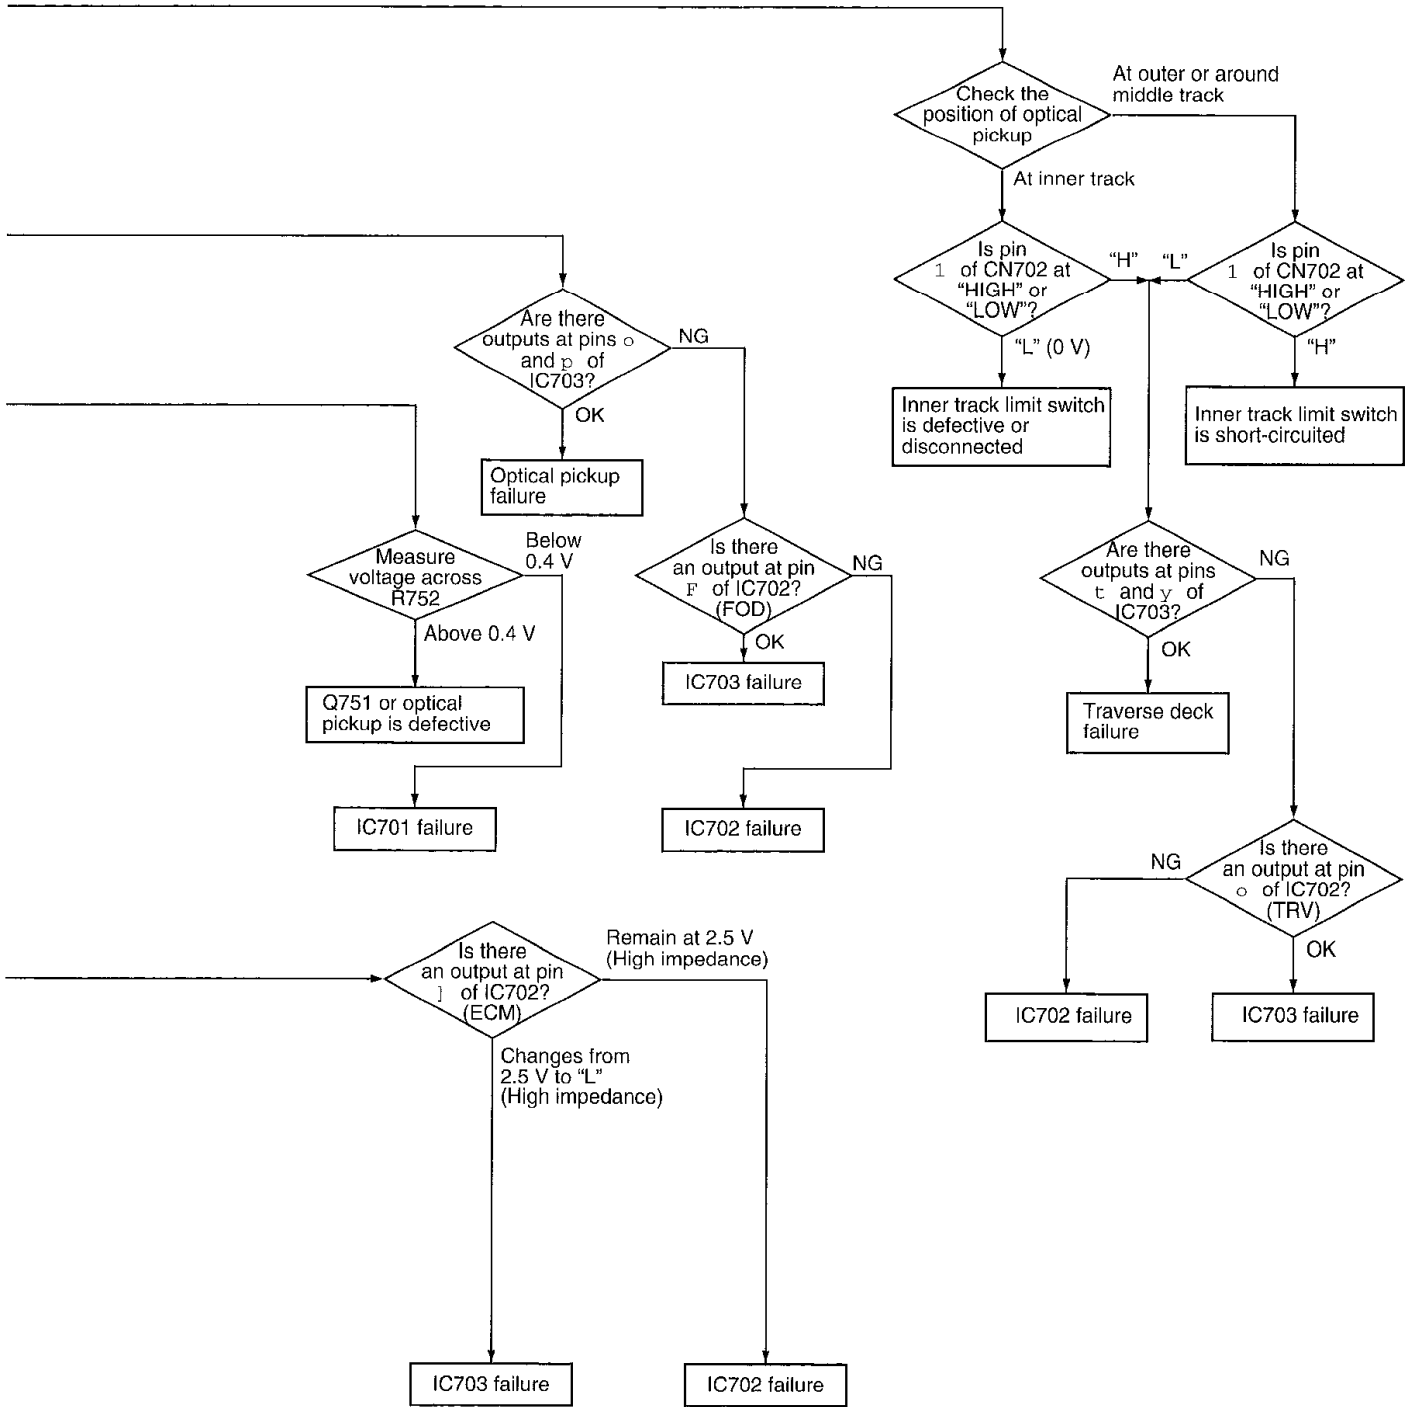 Check the
position of optical
pickup
At outer or around
middle track
At inner track
Is pin
1 of CN702 at
“HIGH” or
“LOW”?
“H”
“L”
Is pin
1 of CN702 at
“HIGH” or
“LOW”?
“L” (0 V)
“H”
Inner track limit switch
is defective or
disconnected
Inner track limit switch
is short-circuited
Are there
outputs at pins o
and p of
IC703?
NG
OK
Optical pickup
failure
Measure
voltage across
R752
Below
0.4 V
Above 0.4 V
Q751 or optical
pickup is defective
IC701 failure
Is there
an output at pin
F of IC702?
(FOD)
NG
OK
IC703 failure
IC702 failure
Are there
outputs at pins
t and y of
IC703?
NG
OK
Traverse deck
failure
Is there
an output at pin
o of IC702?
(TRV)
NG
OK
IC702 failure
IC703 failure
Is there
an output at pin
] of IC702?
(ECM)
Remain at 2.5 V
(High impedance)
Changes from
2.5 V to “L”
(High impedance)
IC703 failure
IC702 failure